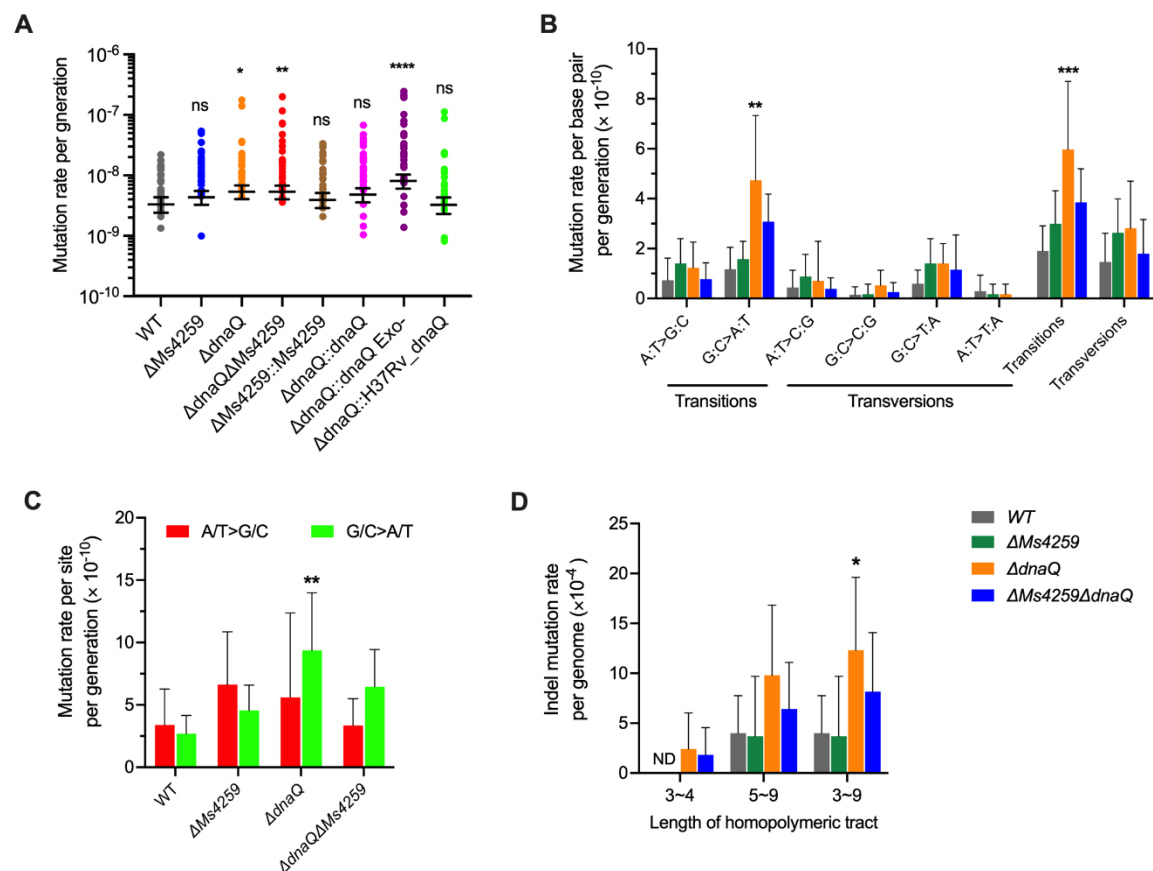 A
Mutation rate per gneration
10⁻⁶
10⁻⁷
10⁻⁸
10⁻⁹
10⁻¹⁰
ns
*
**
ns
ns
****
ns
WT
ΔMs4259
ΔdnaQ
ΔdnaQΔMs4259
ΔMs4259::Ms4259
ΔdnaQ::dnaQ
ΔdnaQ::dnaQ Exo-
ΔdnaQ::H37Rv_dnaQ
B
Mutation rate per base pair
per generation (× 10⁻¹⁰)
10
8
6
4
2
0
**
***
A:T>G:C
G:C>A:T
A:T>C:G
G:C>C:G
G:C>T:A
A:T>T:A
Transitions
Transversions
Transitions
Transversions
C
Mutation rate per site
per generation (× 10⁻¹⁰)
20
15
10
5
0
A/T>G/C
G/C>A/T
**
WT
ΔMs4259
ΔdnaQ
ΔdnaQΔMs4259
D
Indel mutation rate
per genome (×10⁻⁴)
25
20
15
10
5
0
ND
*
3~4
5~9
3~9
Length of homopolymeric tract
WT
ΔMs4259
ΔdnaQ
ΔMs4259ΔdnaQ